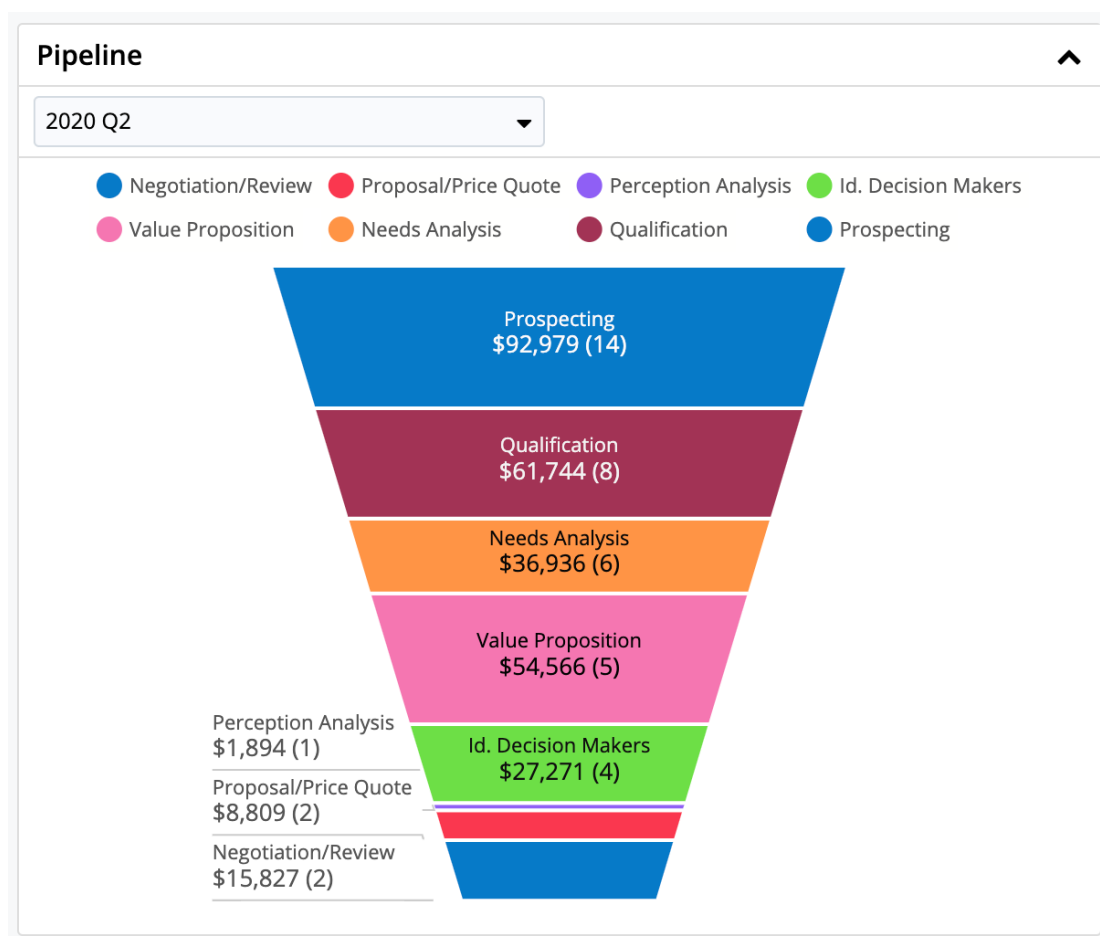 Pipeline
2020 Q2
Negotiation/Review Proposal/Price Quote Perception Analysis Id. Decision Makers
Value Proposition Needs Analysis Qualification Prospecting
Prospecting
$92,979 (14)
Qualification
$61,744 (8)
Needs Analysis
$36,936 (6)
Value Proposition
$54,566 (5)
Id. Decision Makers
$27,271 (4)
Perception Analysis
$1,894 (1)
Proposal/Price Quote
$8,809 (2)
Negotiation/Review
$15,827 (2)